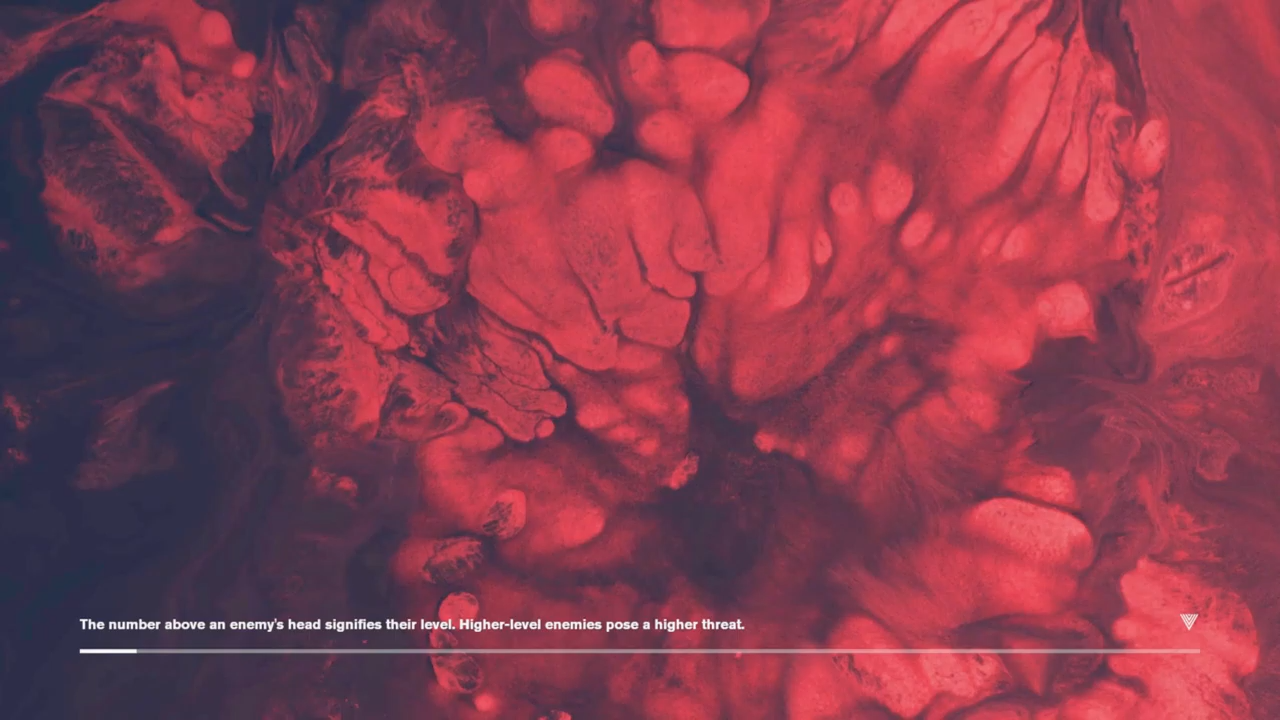 The number above an enemy's head signifies their level. Higher-level enemies pose a higher threat.